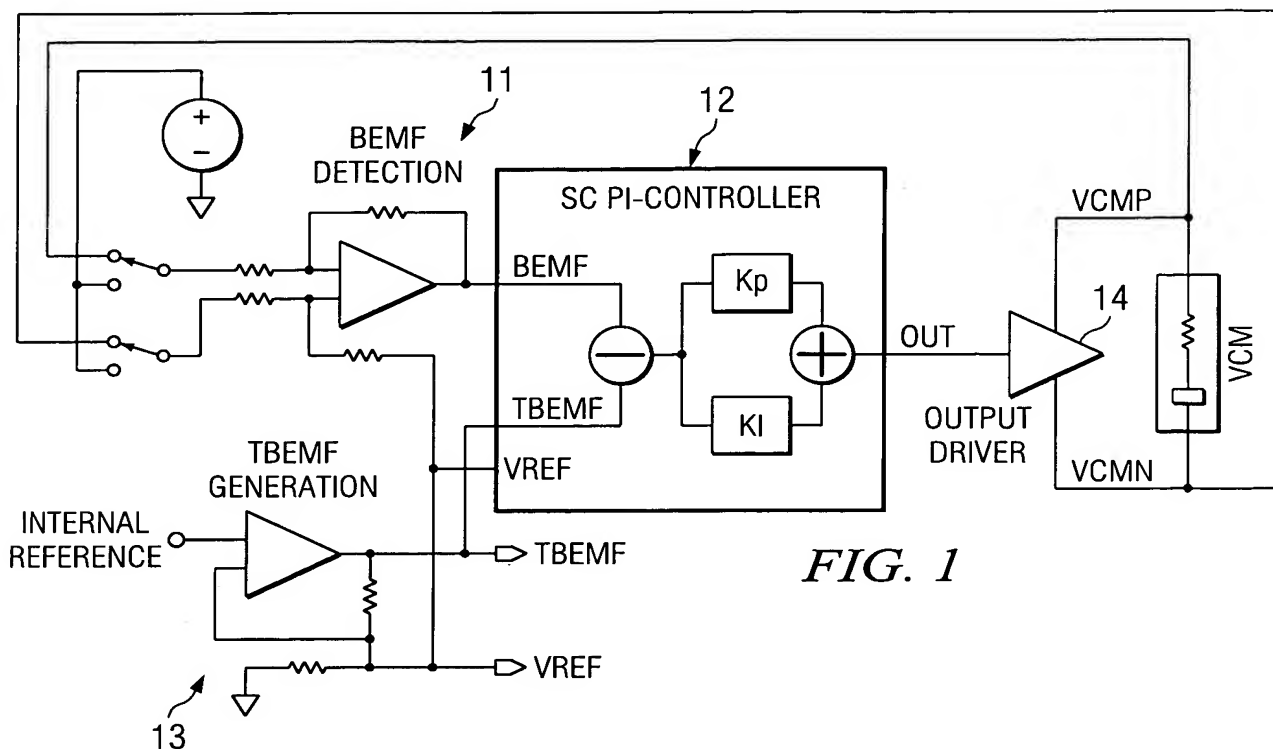 11
12
BEMF
DETECTION
+
-
SC PI-CONTROLLER
VCMP
BEMF
Kp
14
OUT
VCM
TBEMF
KI
OUTPUT
DRIVER
VREF
VCMN
TBEMF
GENERATION
INTERNAL
REFERENCE
TBEMF
FIG. 1
VREF
13